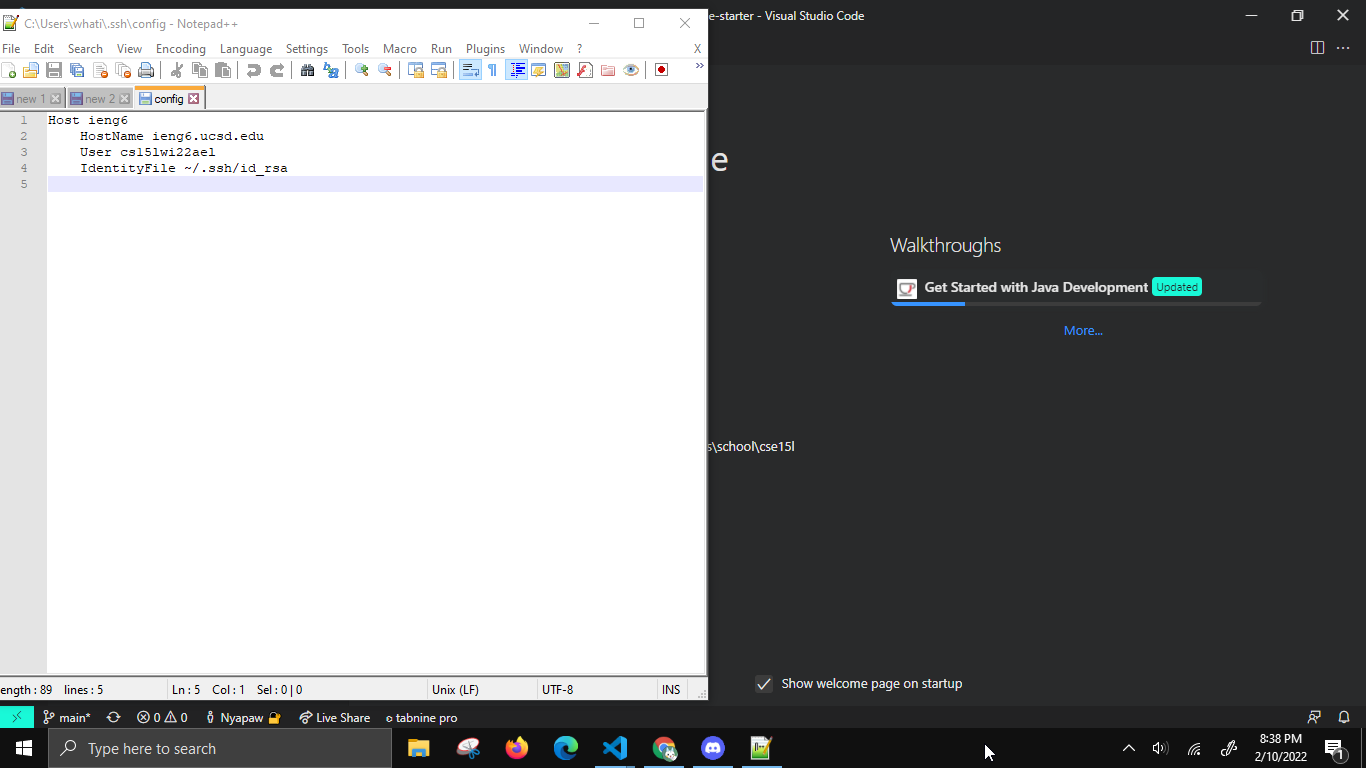 C:\Users\whati\.ssh\config - Notepad++
e-starter - Visual Studio Code
File Edit Search View Encoding Language Settings Tools Macro Run Plugins Window ? X
new 1 new 2 config
1 Host ieng6
2 HostName ieng6.ucsd.edu
3 User cs15lwi22ael
4 IdentityFile ~/.ssh/id_rsa
5
e
Walkthroughs
Get Started with Java Development Updated
More...
s\school\cse15l
Show welcome page on startup
ength : 89 lines : 5 Ln : 5 Col : 1 Sel : 0 | 0 Unix (LF) UTF-8 INS
main* 0 0 Nyapaw Live Share tabnine pro
Type here to search
8:38 PM
2/10/2022
1